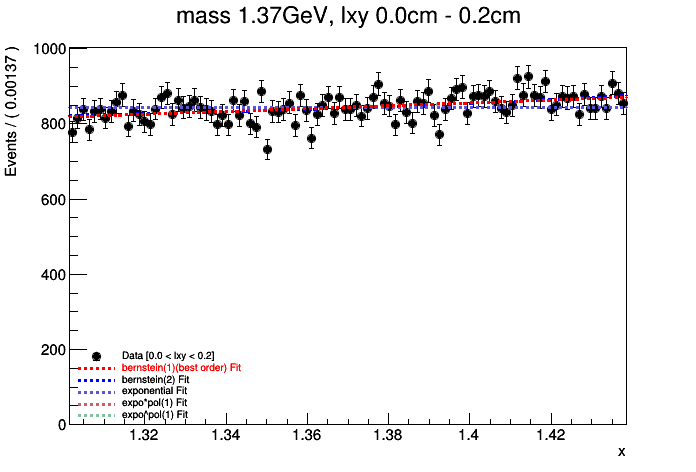 mass 1.37GeV, lxy 0.0cm - 0.2cm
Events / ( 0.00137 )
1000
800
600
400
200
0
Data [0.0 < lxy < 0.2]
bernstein(1)(best order) Fit
bernstein(2) Fit
exponential Fit
expo*pol(1) Fit
expo^pol(1) Fit
1.32 1.34 1.36 1.38 1.4 1.42
x